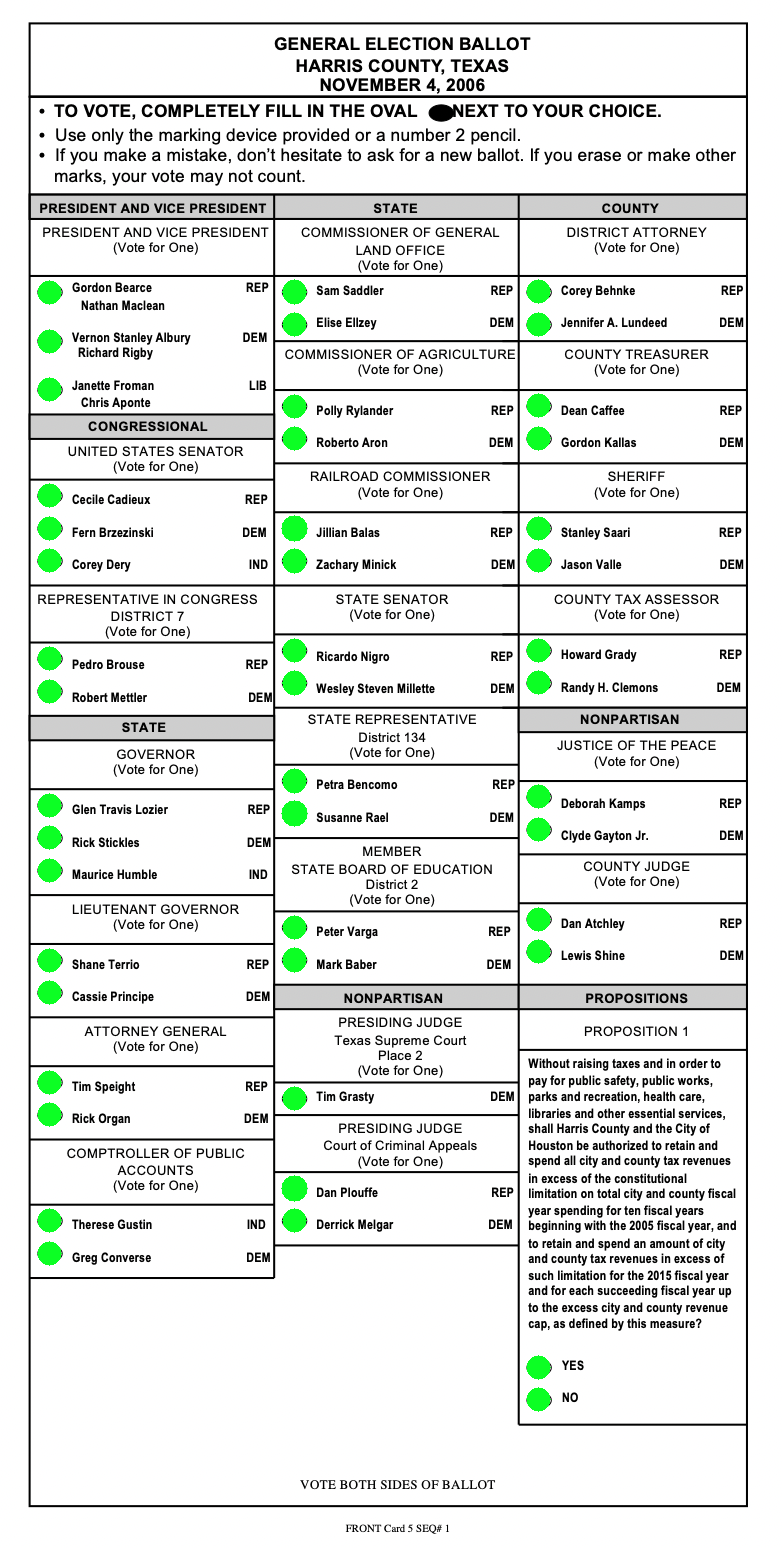 GENERAL ELECTION BALLOT
HARRIS COUNTY, TEXAS
NOVEMBER 4, 2006
• TO VOTE, COMPLETELY FILL IN THE OVAL NEXT TO YOUR CHOICE.
• Use only the marking device provided or a number 2 pencil.
• If you make a mistake, don't hesitate to ask for a new ballot. If you erase or make other
marks, your vote may not count.
PRESIDENT AND VICE PRESIDENT
PRESIDENT AND VICE PRESIDENT
(Vote for One)
Gordon Bearce REP
Nathan Maclean
Vernon Stanley Albury DEM
Richard Rigby
Janette Froman LIB
Chris Aponte
CONGRESSIONAL
UNITED STATES SENATOR
(Vote for One)
Cecile Cadieux REP
Fern Brzezinski DEM
Corey Dery IND
REPRESENTATIVE IN CONGRESS
DISTRICT 7
(Vote for One)
Pedro Brouse REP
Robert Mettler DEM
STATE
GOVERNOR
(Vote for One)
Glen Travis Lozier REP
Rick Stickles DEM
Maurice Humble IND
LIEUTENANT GOVERNOR
(Vote for One)
Shane Terrio REP
Cassie Principe DEM
ATTORNEY GENERAL
(Vote for One)
Tim Speight REP
Rick Organ DEM
COMPTROLLER OF PUBLIC
ACCOUNTS
(Vote for One)
Therese Gustin IND
Greg Converse DEM
STATE
COMMISSIONER OF GENERAL
LAND OFFICE
(Vote for One)
Sam Saddler REP
Elise Ellzey DEM
COMMISSIONER OF AGRICULTURE
(Vote for One)
Polly Rylander REP
Roberto Aron DEM
RAILROAD COMMISSIONER
(Vote for One)
Jillian Balas REP
Zachary Minick DEM
STATE SENATOR
(Vote for One)
Ricardo Nigro REP
Wesley Steven Millette DEM
STATE REPRESENTATIVE
District 134
(Vote for One)
Petra Bencomo REP
Susanne Rael DEM
MEMBER
STATE BOARD OF EDUCATION
District 2
(Vote for One)
Peter Varga REP
Mark Baber DEM
NONPARTISAN
PRESIDING JUDGE
Texas Supreme Court
Place 2
(Vote for One)
Tim Grasty DEM
PRESIDING JUDGE
Court of Criminal Appeals
(Vote for One)
Dan Plouffe REP
Derrick Melgar DEM
COUNTY
DISTRICT ATTORNEY
(Vote for One)
Corey Behnke REP
Jennifer A. Lundeed DEM
COUNTY TREASURER
(Vote for One)
Dean Caffee REP
Gordon Kallas DEM
SHERIFF
(Vote for One)
Stanley Saari REP
Jason Valle DEM
COUNTY TAX ASSESSOR
(Vote for One)
Howard Grady REP
Randy H. Clemons DEM
NONPARTISAN
JUSTICE OF THE PEACE
(Vote for One)
Deborah Kamps REP
Clyde Gayton Jr. DEM
COUNTY JUDGE
(Vote for One)
Dan Atchley REP
Lewis Shine DEM
PROPOSITIONS
PROPOSITION 1
Without raising taxes and in order to
pay for public safety, public works,
parks and recreation, health care,
libraries and other essential services,
shall Harris County and the City of
Houston be authorized to retain and
spend all city and county tax revenues
in excess of the constitutional
limitation on total city and county fiscal
year spending for ten fiscal years
beginning with the 2005 fiscal year, and
to retain and spend an amount of city
and county tax revenues in excess of
such limitation for the 2015 fiscal year
and for each succeeding fiscal year up
to the excess city and county revenue
cap, as defined by this measure?
YES
NO
VOTE BOTH SIDES OF BALLOT
FRONT Card 5 SEQ# 1